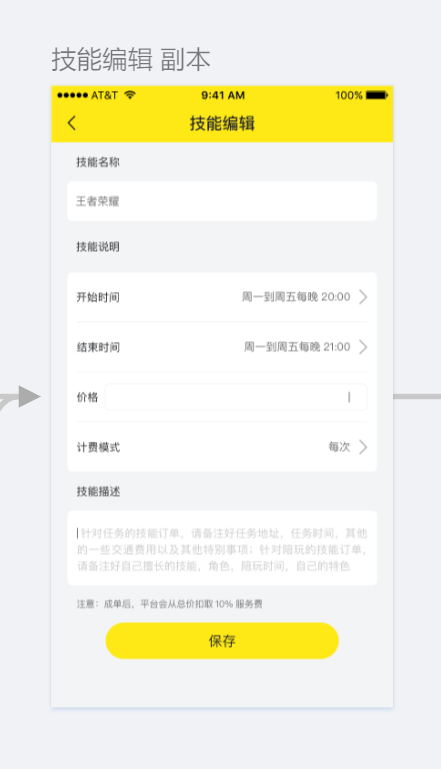 技能编辑 副本
AT&T 9:41 AM 100%
技能编辑
技能名称
王者荣耀
技能说明
开始时间 周一到周五每晚 20:00
结束时间 周一到周五每晚 21:00
价格
计费模式 每次
技能描述
针对任务的技能订单，请备注好任务地址，任务时间，其他
的一些交通费用以及其他特别事项；针对陪玩的技能订单，
请备注好自己擅长的技能，角色，陪玩时间，自己的特色
注意：成单后，平台会从总价扣取 10% 服务费
保存